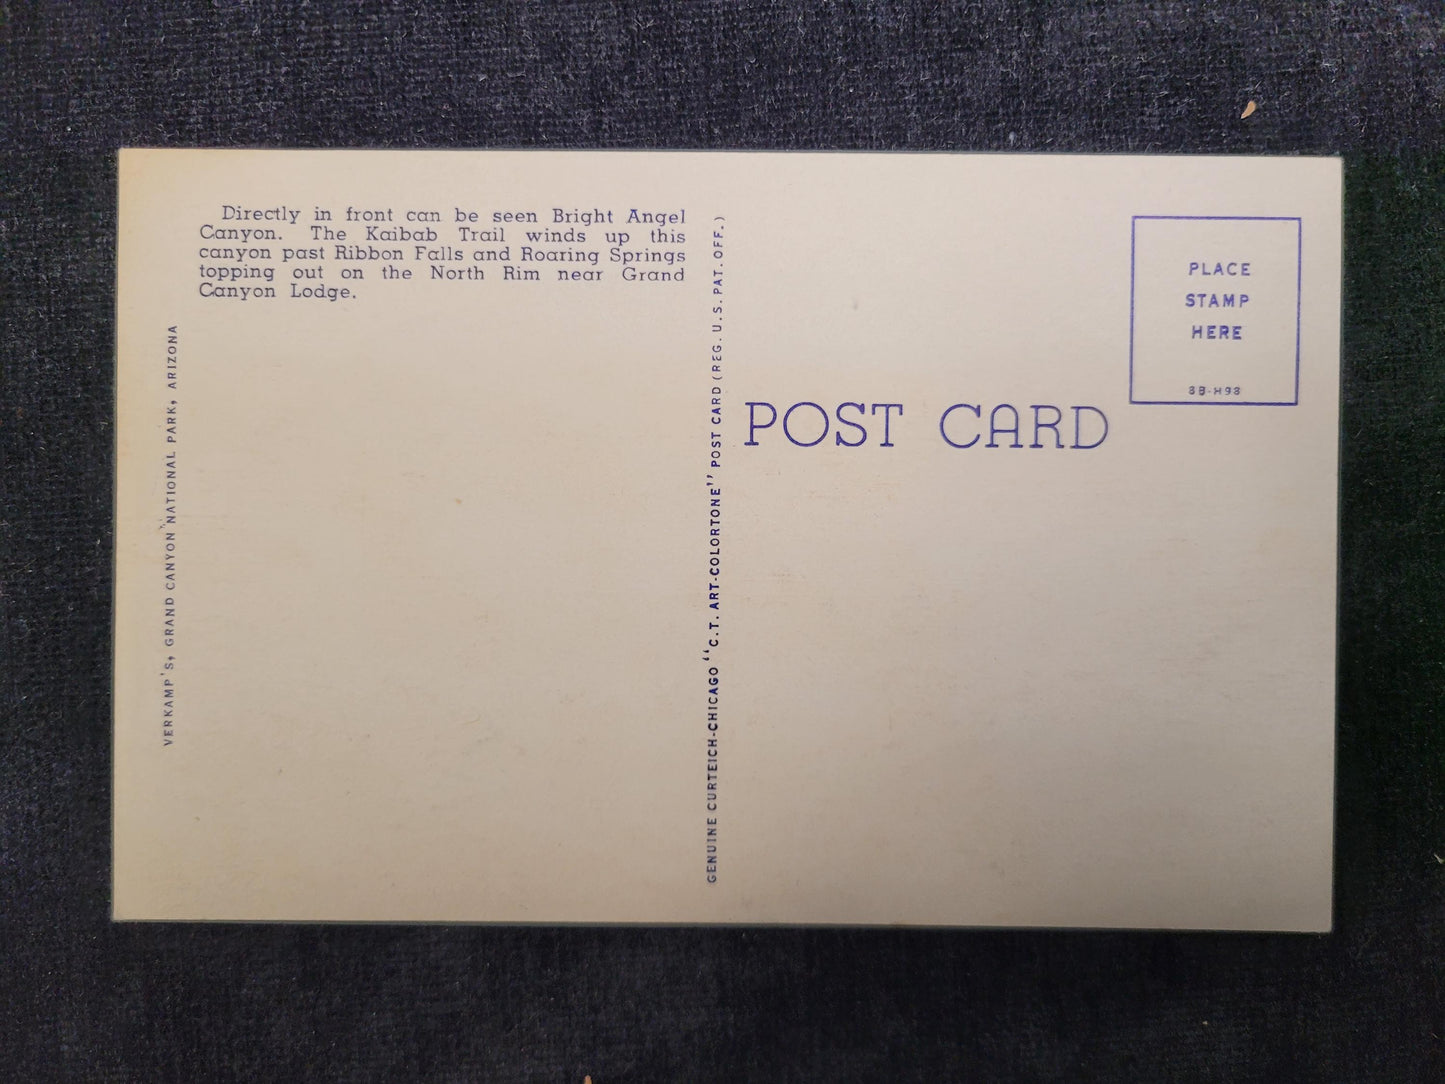 Directly in front can be seen Bright Angel
Canyon. The Kaibab Trail winds up this
canyon past Ribbon Falls and Roaring Springs
topping out on the North Rim near Grand
Canyon Lodge.
VERKAMP'S, GRAND CANYON NATIONAL PARK, ARIZONA
GENUINE CURTEICH-CHICAGO "C.T. ART-COLORTONE" POST CARD (REG. U.S. PAT. OFF.)
POST CARD
PLACE
STAMP
HERE
8B-H98